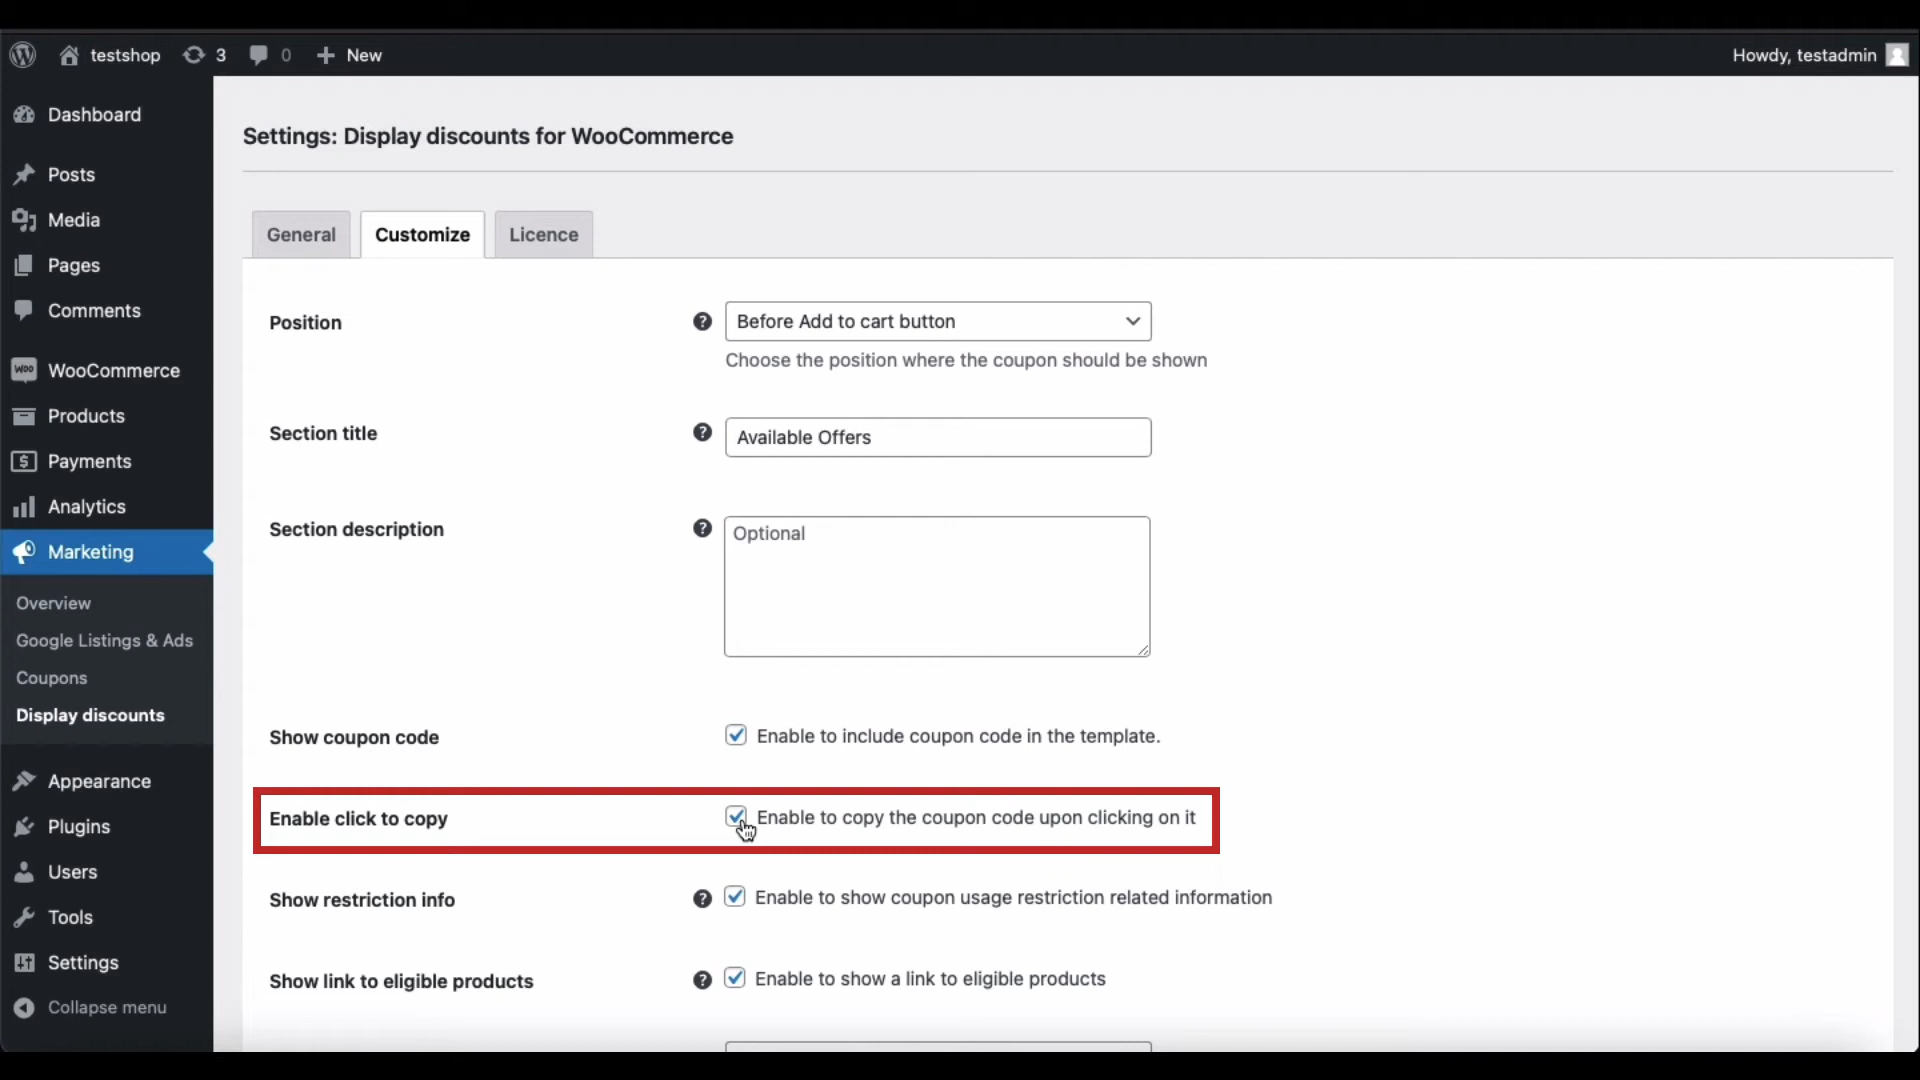 testshop 3 0 New Howdy, testadmin
Dashboard
Posts
Media
Pages
Comments
WooCommerce
Products
Payments
Analytics
Marketing
Overview
Google Listings & Ads
Coupons
Display discounts
Appearance
Plugins
Users
Tools
Settings
Collapse menu
Settings: Display discounts for WooCommerce
General Customize Licence
Position ? Before Add to cart button
Choose the position where the coupon should be shown
Section title ? Available Offers
Section description ? Optional
Show coupon code Enable to include coupon code in the template.
Enable click to copy Enable to copy the coupon code upon clicking on it
Show restriction info ? Enable to show coupon usage restriction related information
Show link to eligible products ? Enable to show a link to eligible products